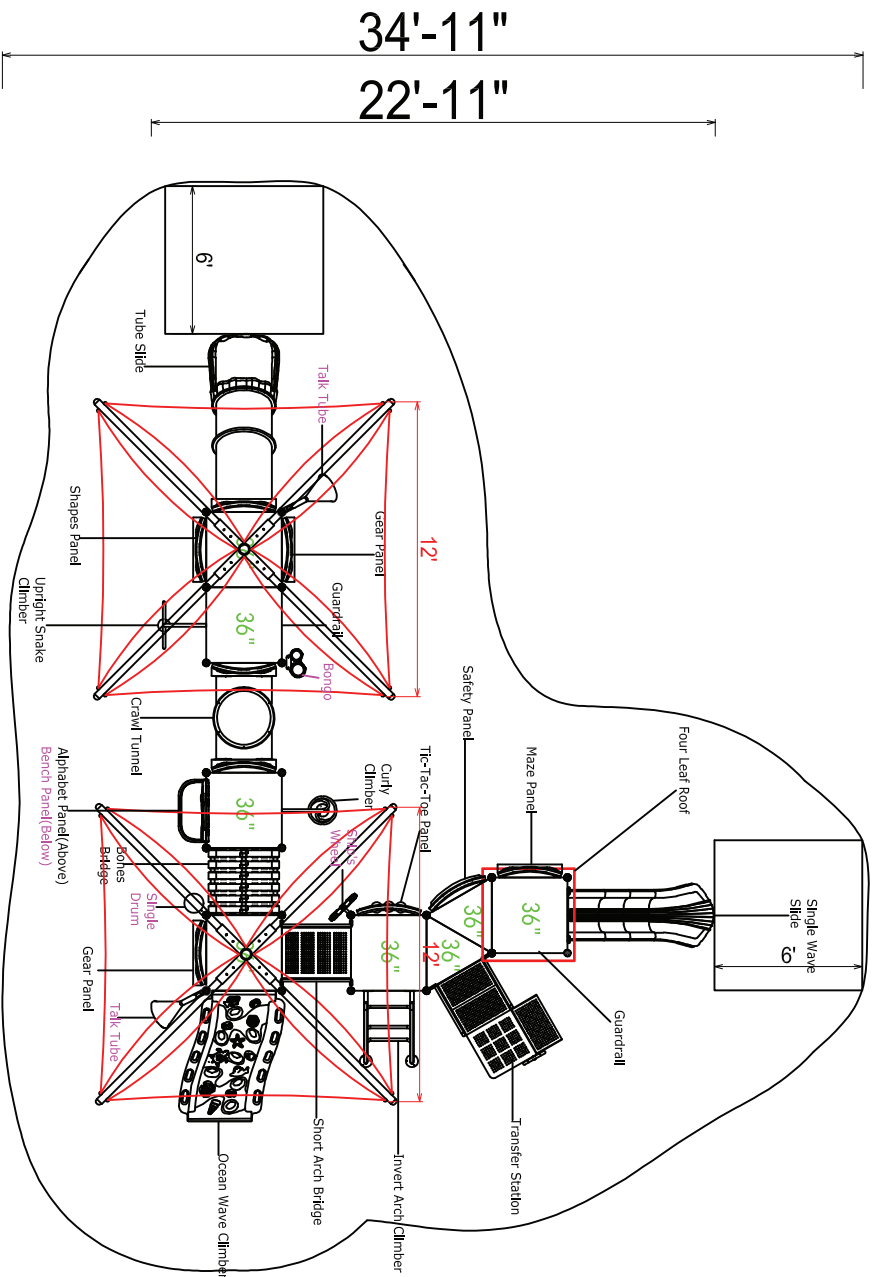 34'-11"
22'-11"
6'
Tube Slide
Talk Tube
12'
Gear Panel
Shapes Panel
Guardrail
36"
Upright Snake
Climber
Bongo
Safety Panel
Crawl Tunnel
Four Leaf Roof
Maze Panel
Tic-Tac-Toe Panel
Curly
Climber
Alphabet Panel(Above)
Bench Panel(Below)
36"
Ship's
Wheel
Bones
Bridge
Single
Drum
36"
36"
36"
36"
12'
Single Wave
Slide
6'
Gear Panel
Talk Tube
Guardrail
Transfer Station
Short Arch Bridge
Invert Arch Climber
Ocean Wave Climber